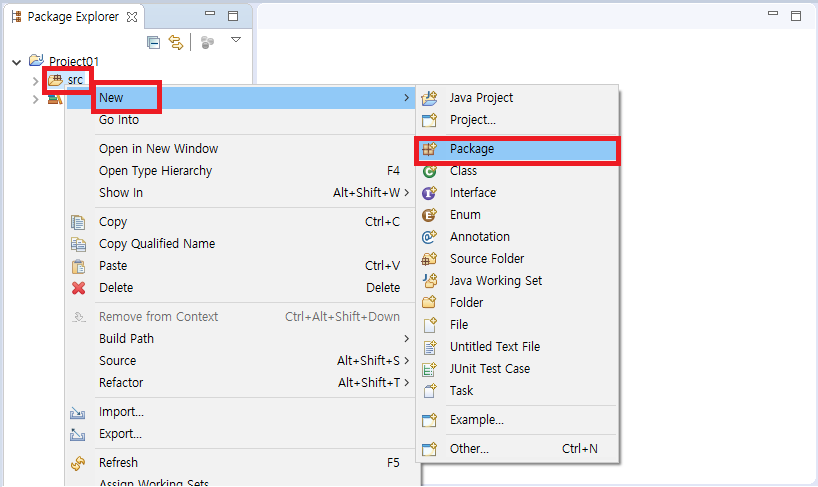 Package Explorer
Project01
src
New
Go Into
Open in New Window
Open Type Hierarchy F4
Show In Alt+Shift+W
Copy Ctrl+C
Copy Qualified Name
Paste Ctrl+V
Delete Delete
Remove from Context Ctrl+Alt+Shift+Down
Build Path
Source Alt+Shift+S
Refactor Alt+Shift+T
Import...
Export...
Refresh F5
Assign Working Sets
Java Project
Project...
Package
Class
Interface
Enum
Annotation
Source Folder
Java Working Set
Folder
File
Untitled Text File
JUnit Test Case
Task
Example...
Other... Ctrl+N